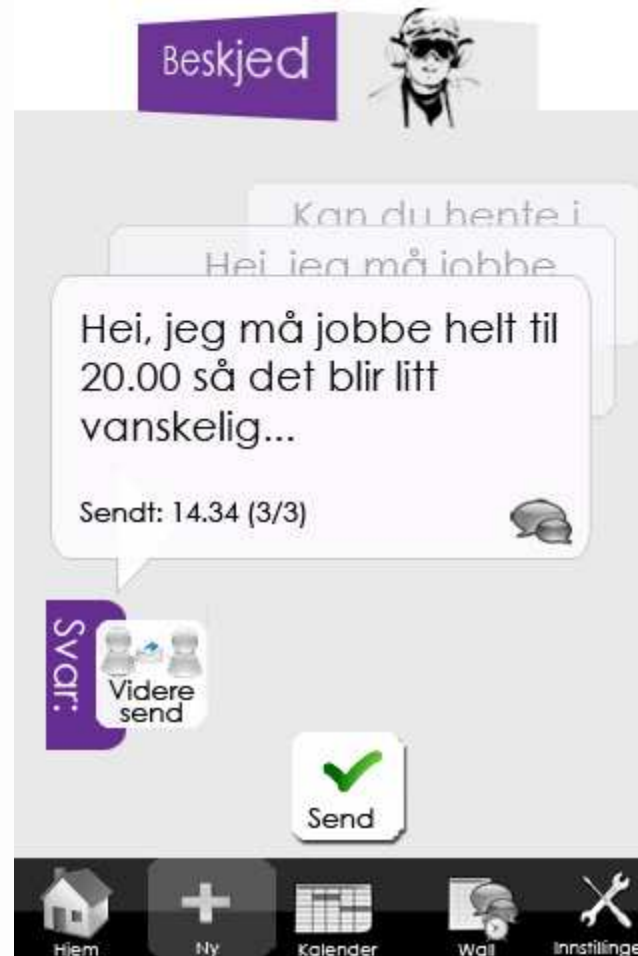 Beskjed
Kan du hente i
Hei, jeg må jobbe
Hei, jeg må jobbe helt til
20.00 så det blir litt
vanskelig...
Sendt: 14.34 (3/3)
Svar:
Videre
send
Send
Hjem
Ny
Kalender
Wall
Innstillinge